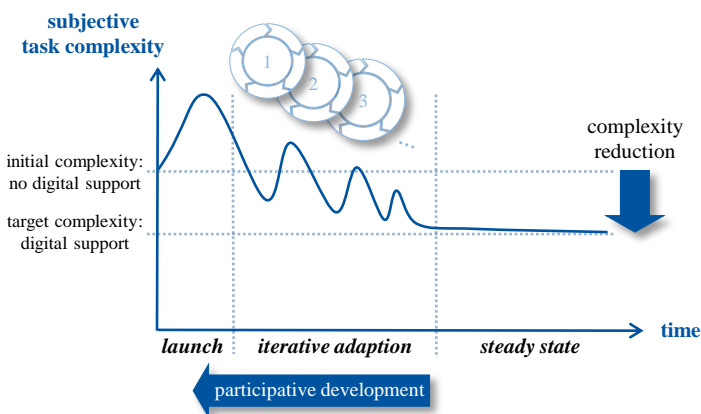 subjective
task complexity
1
2
3
...
complexity
reduction
initial complexity:
no digital support
target complexity:
digital support
time
launch
iterative adaption
steady state
participative development